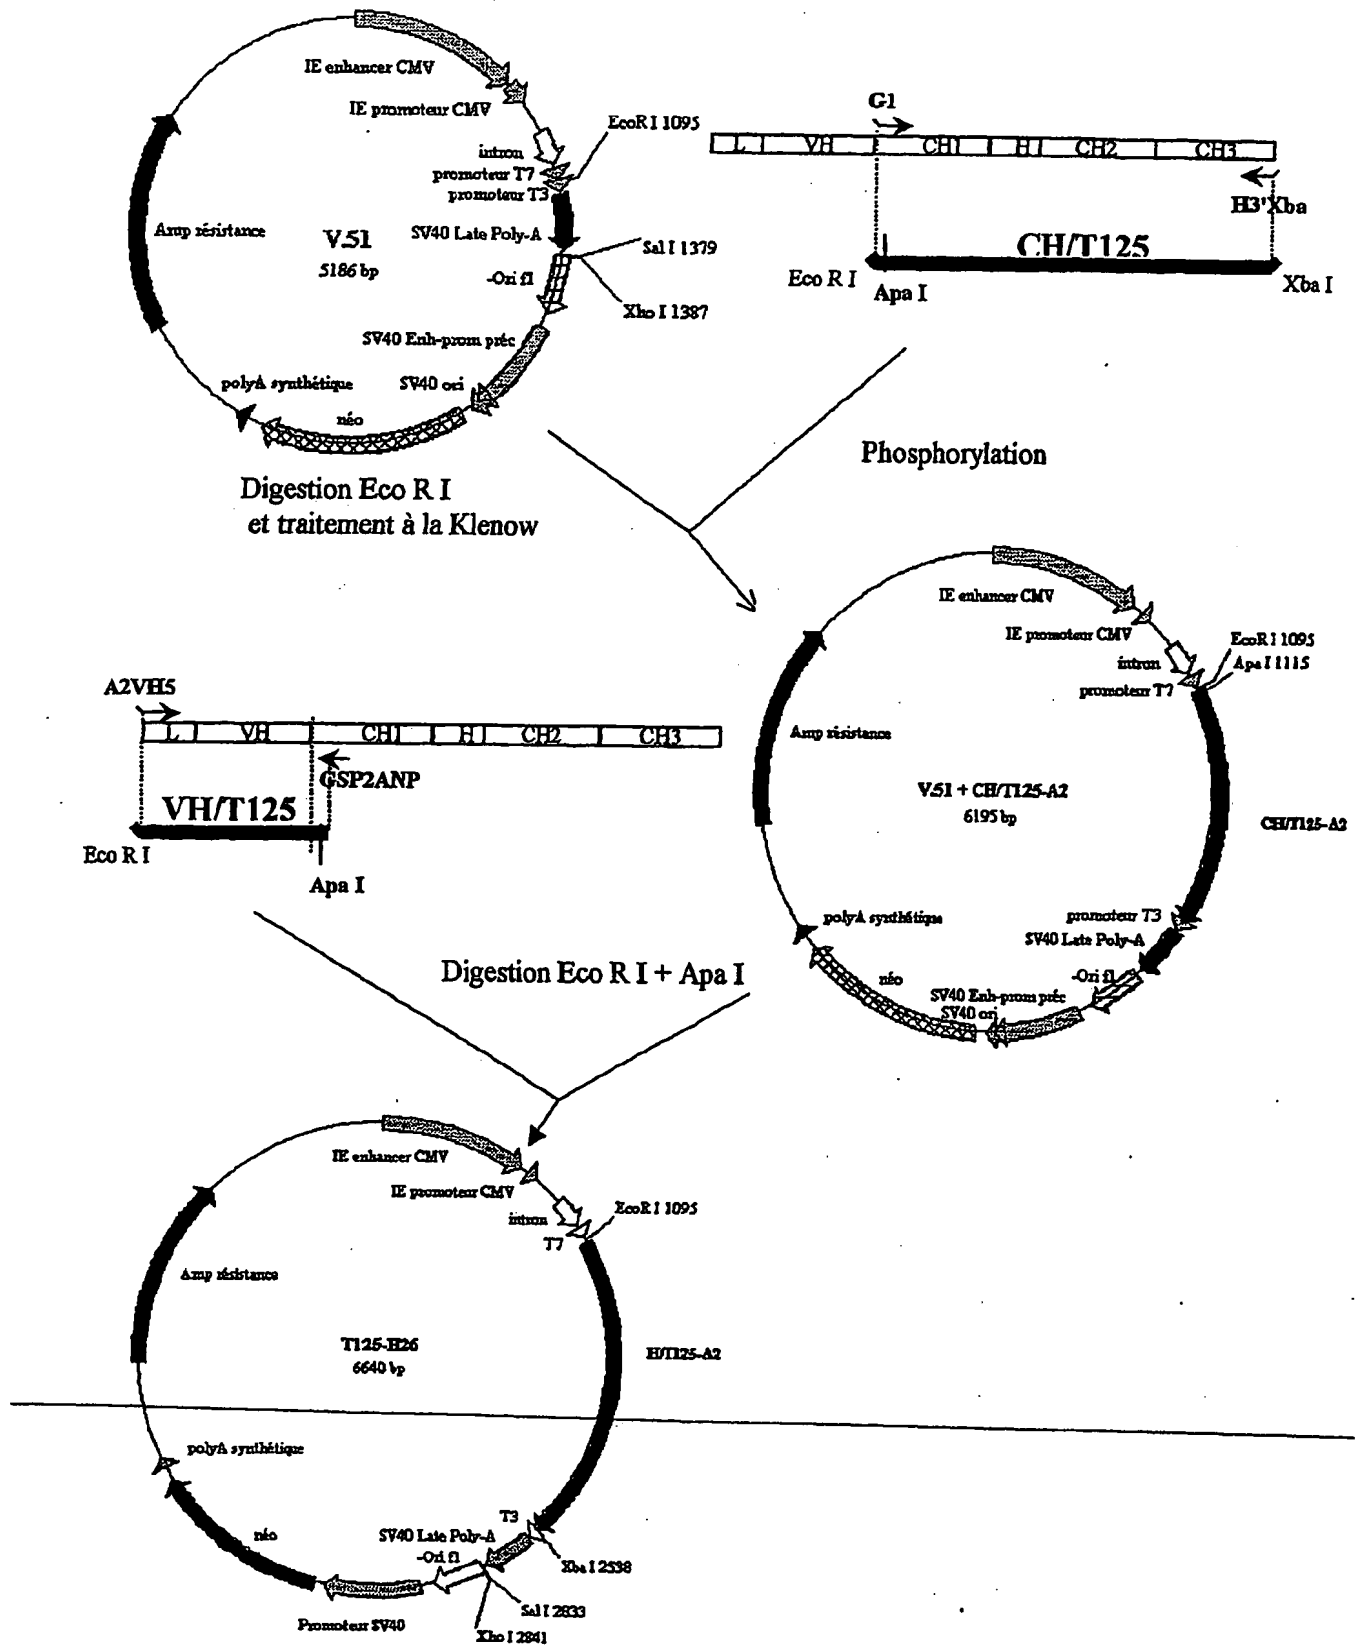 IE enhancer CMV
IE promoteur CMV
EcoR I 1095
intron
promoteur T7
promoteur T3
Amp résistance
V.51
5186 bp
SV40 Late Poly-A
Sal I 1379
-Ori f1
Xho I 1387
SV40 Enh-prom préc
polyA synthétique
SV40 ori
néo
G1
L VH CH1 H CH2 CH3
H3'Xba
CH/T125
Eco R I
Apa I
Xba I
Digestion Eco R I
et traitement à la Klenow
Phosphorylation
IE enhancer CMV
IE promoteur CMV
EcoR I 1095
intron
Apa I 1115
promoteur T7
Amp résistance
V.51 + CH/T125-A2
6195 bp
CH/T125-A2
polyA synthétique
promoteur T3
SV40 Late Poly-A
-Ori f1
néo
SV40 Enh-prom préc
SV40 ori
A2VH5
L VH CH1 H CH2 CH3
GSP2ANP
VH/T125
Eco R I
Apa I
Digestion Eco R I + Apa I
IE enhancer CMV
IE promoteur CMV
EcoR I 1095
intron
T7
Amp résistance
T125-H26
6640 bp
H/T125-A2
polyA synthétique
T3
néo
SV40 Late Poly-A
-Ori f1
Xba I 2538
Sal I 2833
Promoteur SV40
Xho I 2841